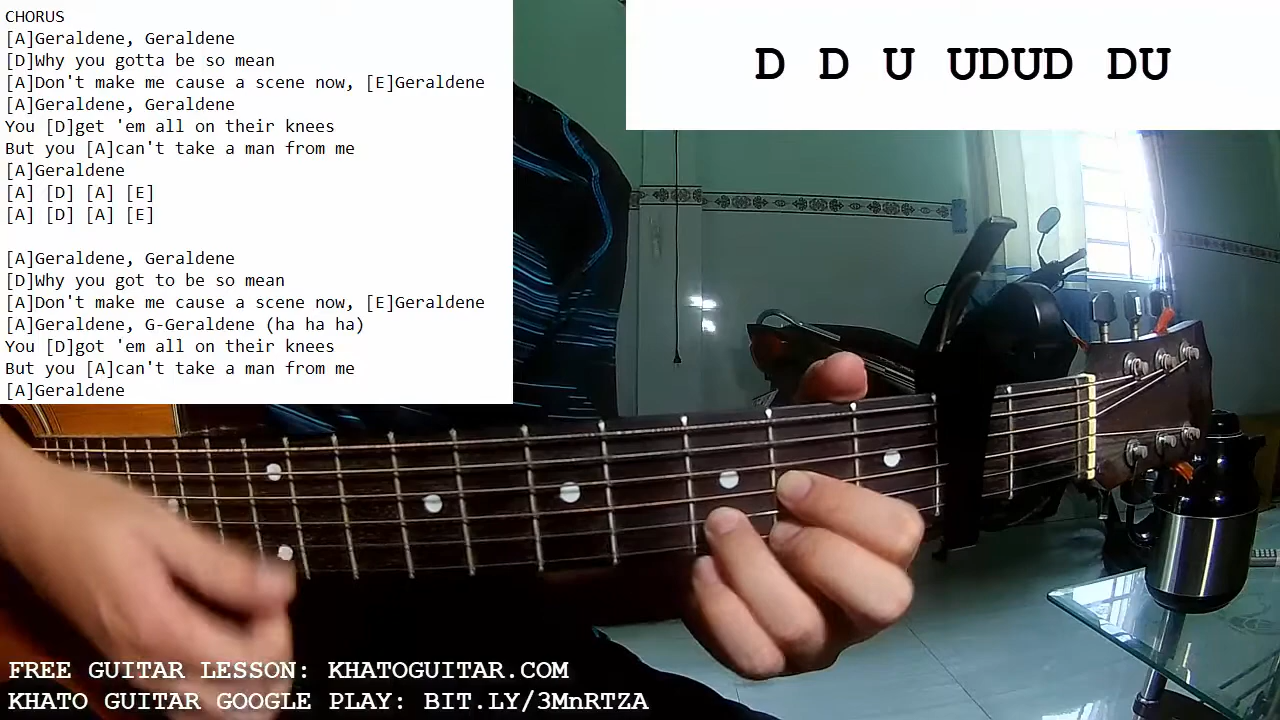 CHORUS
[A]Geraldene, Geraldene
[D]Why you gotta be so mean
[A]Don't make me cause a scene now, [E]Geraldene
[A]Geraldene, Geraldene
You [D]get 'em all on their knees
But you [A]can't take a man from me
[A]Geraldene
[A] [D] [A] [E]
[A] [D] [A] [E]

[A]Geraldene, Geraldene
[D]Why you got to be so mean
[A]Don't make me cause a scene now, [E]Geraldene
[A]Geraldene, G-Geraldene (ha ha ha)
You [D]got 'em all on their knees
But you [A]can't take a man from me
[A]Geraldene
D D U UDUD DU
FREE GUITAR LESSON: KHATOGUITAR.COM
KHATO GUITAR GOOGLE PLAY: BIT.LY/3MnRTZA